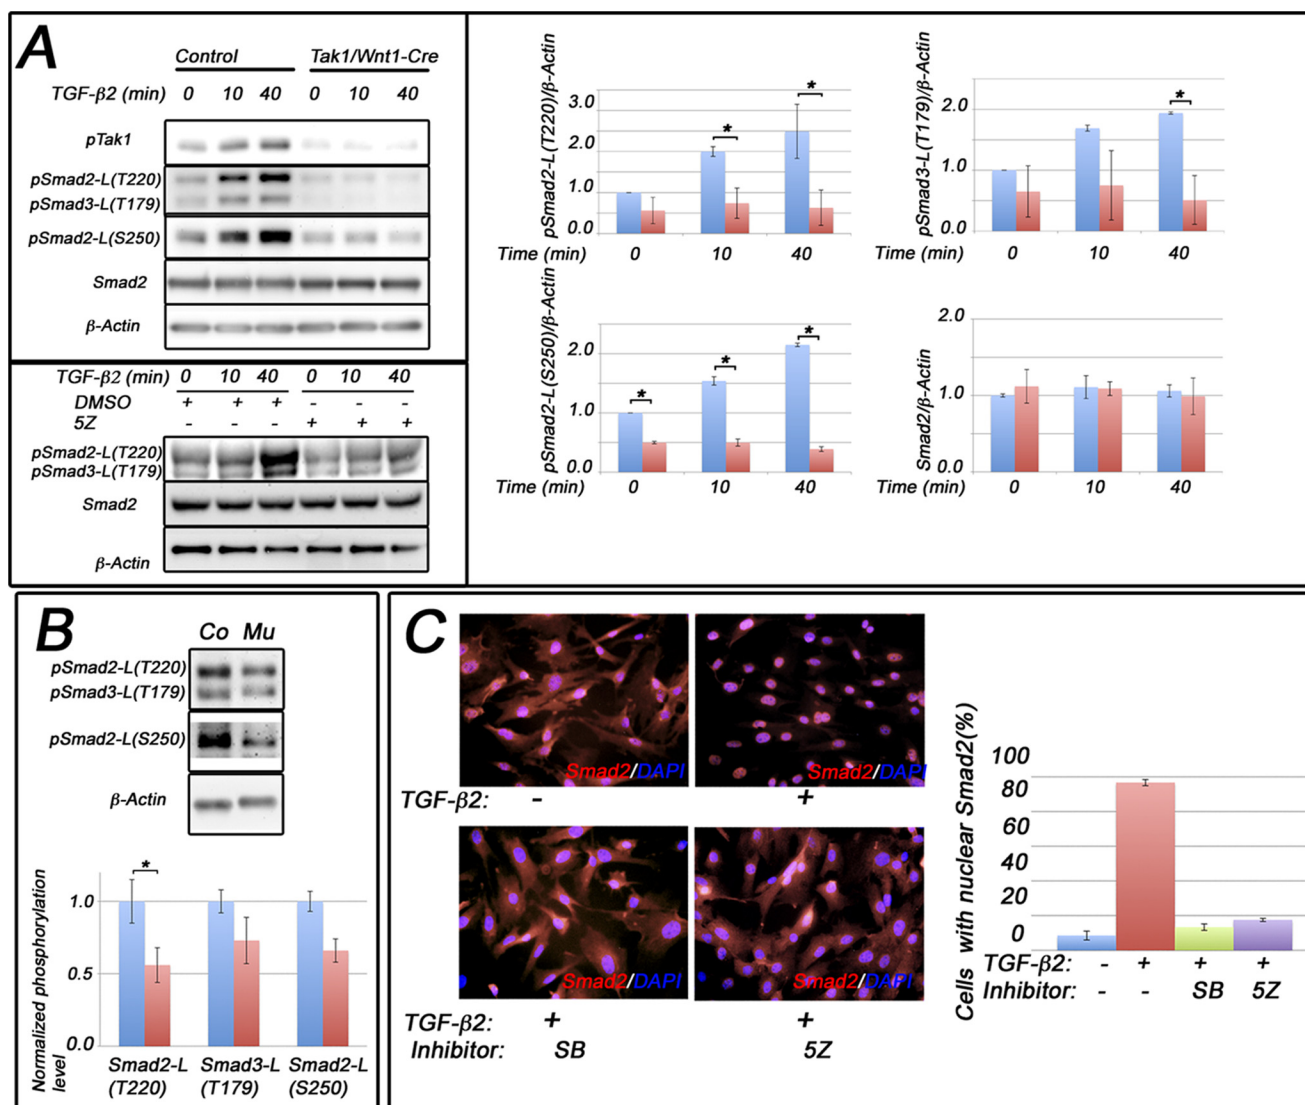 A
Control Tak1/Wnt1-Cre
TGF-β2 (min) 0 10 40 0 10 40
pTak1
pSmad2-L(T220)
pSmad3-L(T179)
pSmad2-L(S250)
Smad2
β-Actin
TGF-β2 (min) 0 10 40 0 10 40
DMSO + + + - - -
5Z - - - + + +
pSmad2-L(T220)
pSmad3-L(T179)
Smad2
β-Actin
pSmad2-L(T220)/β-Actin
3.0
2.0
1.0
0.0
* *
Time (min) 0 10 40
pSmad3-L(T179)/β-Actin
2.0
1.0
0.0
*
Time (min) 0 10 40
pSmad2-L(S250)/β-Actin
2.0
1.0
0.0
* * *
Time (min) 0 10 40
Smad2/β-Actin
2.0
1.0
0.0
Time (min) 0 10 40
B
Co Mu
pSmad2-L(T220)
pSmad3-L(T179)
pSmad2-L(S250)
β-Actin
Normalized phosphorylation
level
1.0
0.5
0.0
*
Smad2-L Smad3-L Smad2-L
(T220) (T179) (S250)
C
Smad2/DAPI Smad2/DAPI
TGF-β2: - +
Smad2/DAPI Smad2/DAPI
TGF-β2: + +
Inhibitor: SB 5Z
Cells with nuclear Smad2(%)
100
80
60
40
20
0
TGF-β2: - + + +
Inhibitor: - - SB 5Z